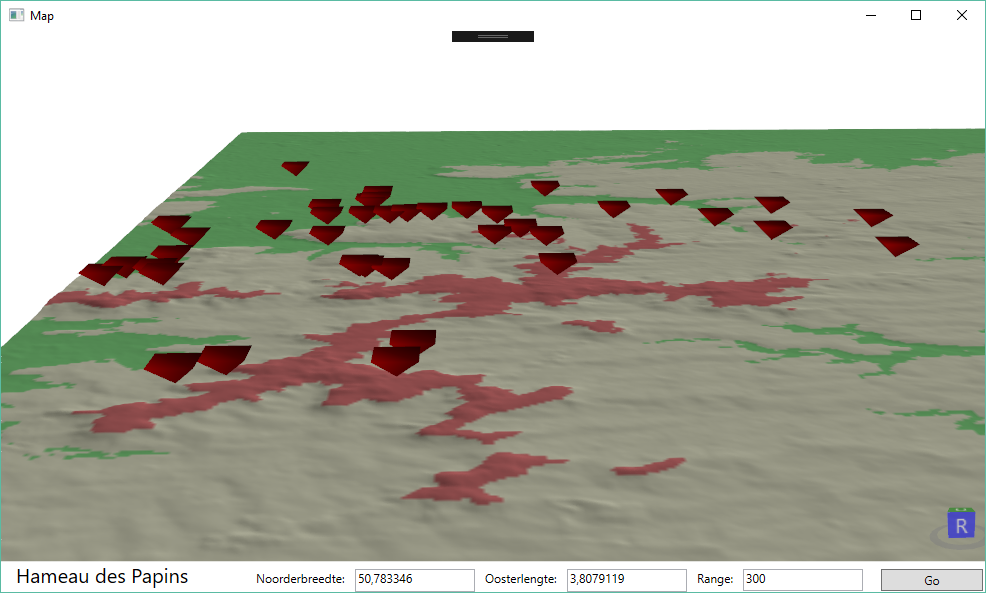 Map
R
Hameau des Papins
Noorderbreedte: 50,783346 Oosterlengte: 3,8079119 Range: 300 Go